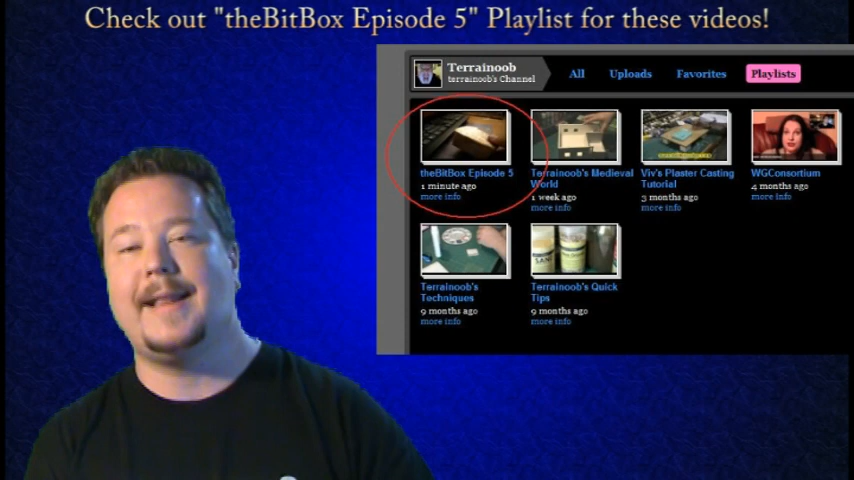 Check out "theBitBox Episode 5" Playlist for these videos!
Terrainoob
terrainoob's Channel
All Uploads Favorites Playlists
theBitBox Episode 5
1 minute ago
more info
Terrainoob's Medieval
World
1 week ago
more info
Viv's Plaster Casting
Tutorial
3 months ago
more info
WGConsortium
4 months ago
more info
Terrainoob's
Techniques
9 months ago
more info
Terrainoob's Quick
Tips
9 months ago
more info